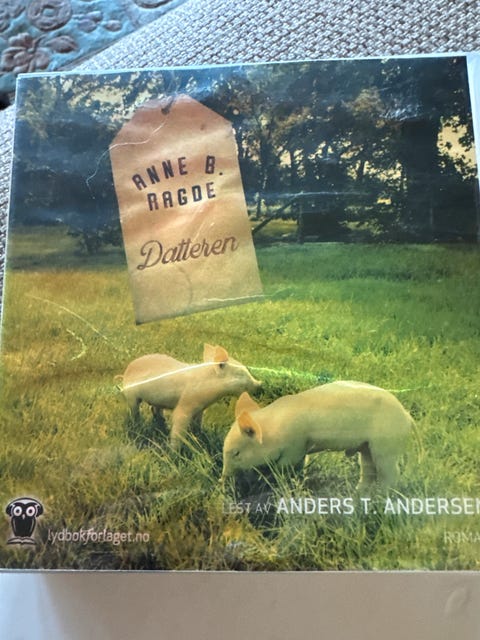 ANNE B.
RAGDE
Datteren
LEST AV ANDERS T. ANDERSEN
lydbokforlaget.no
ROMA